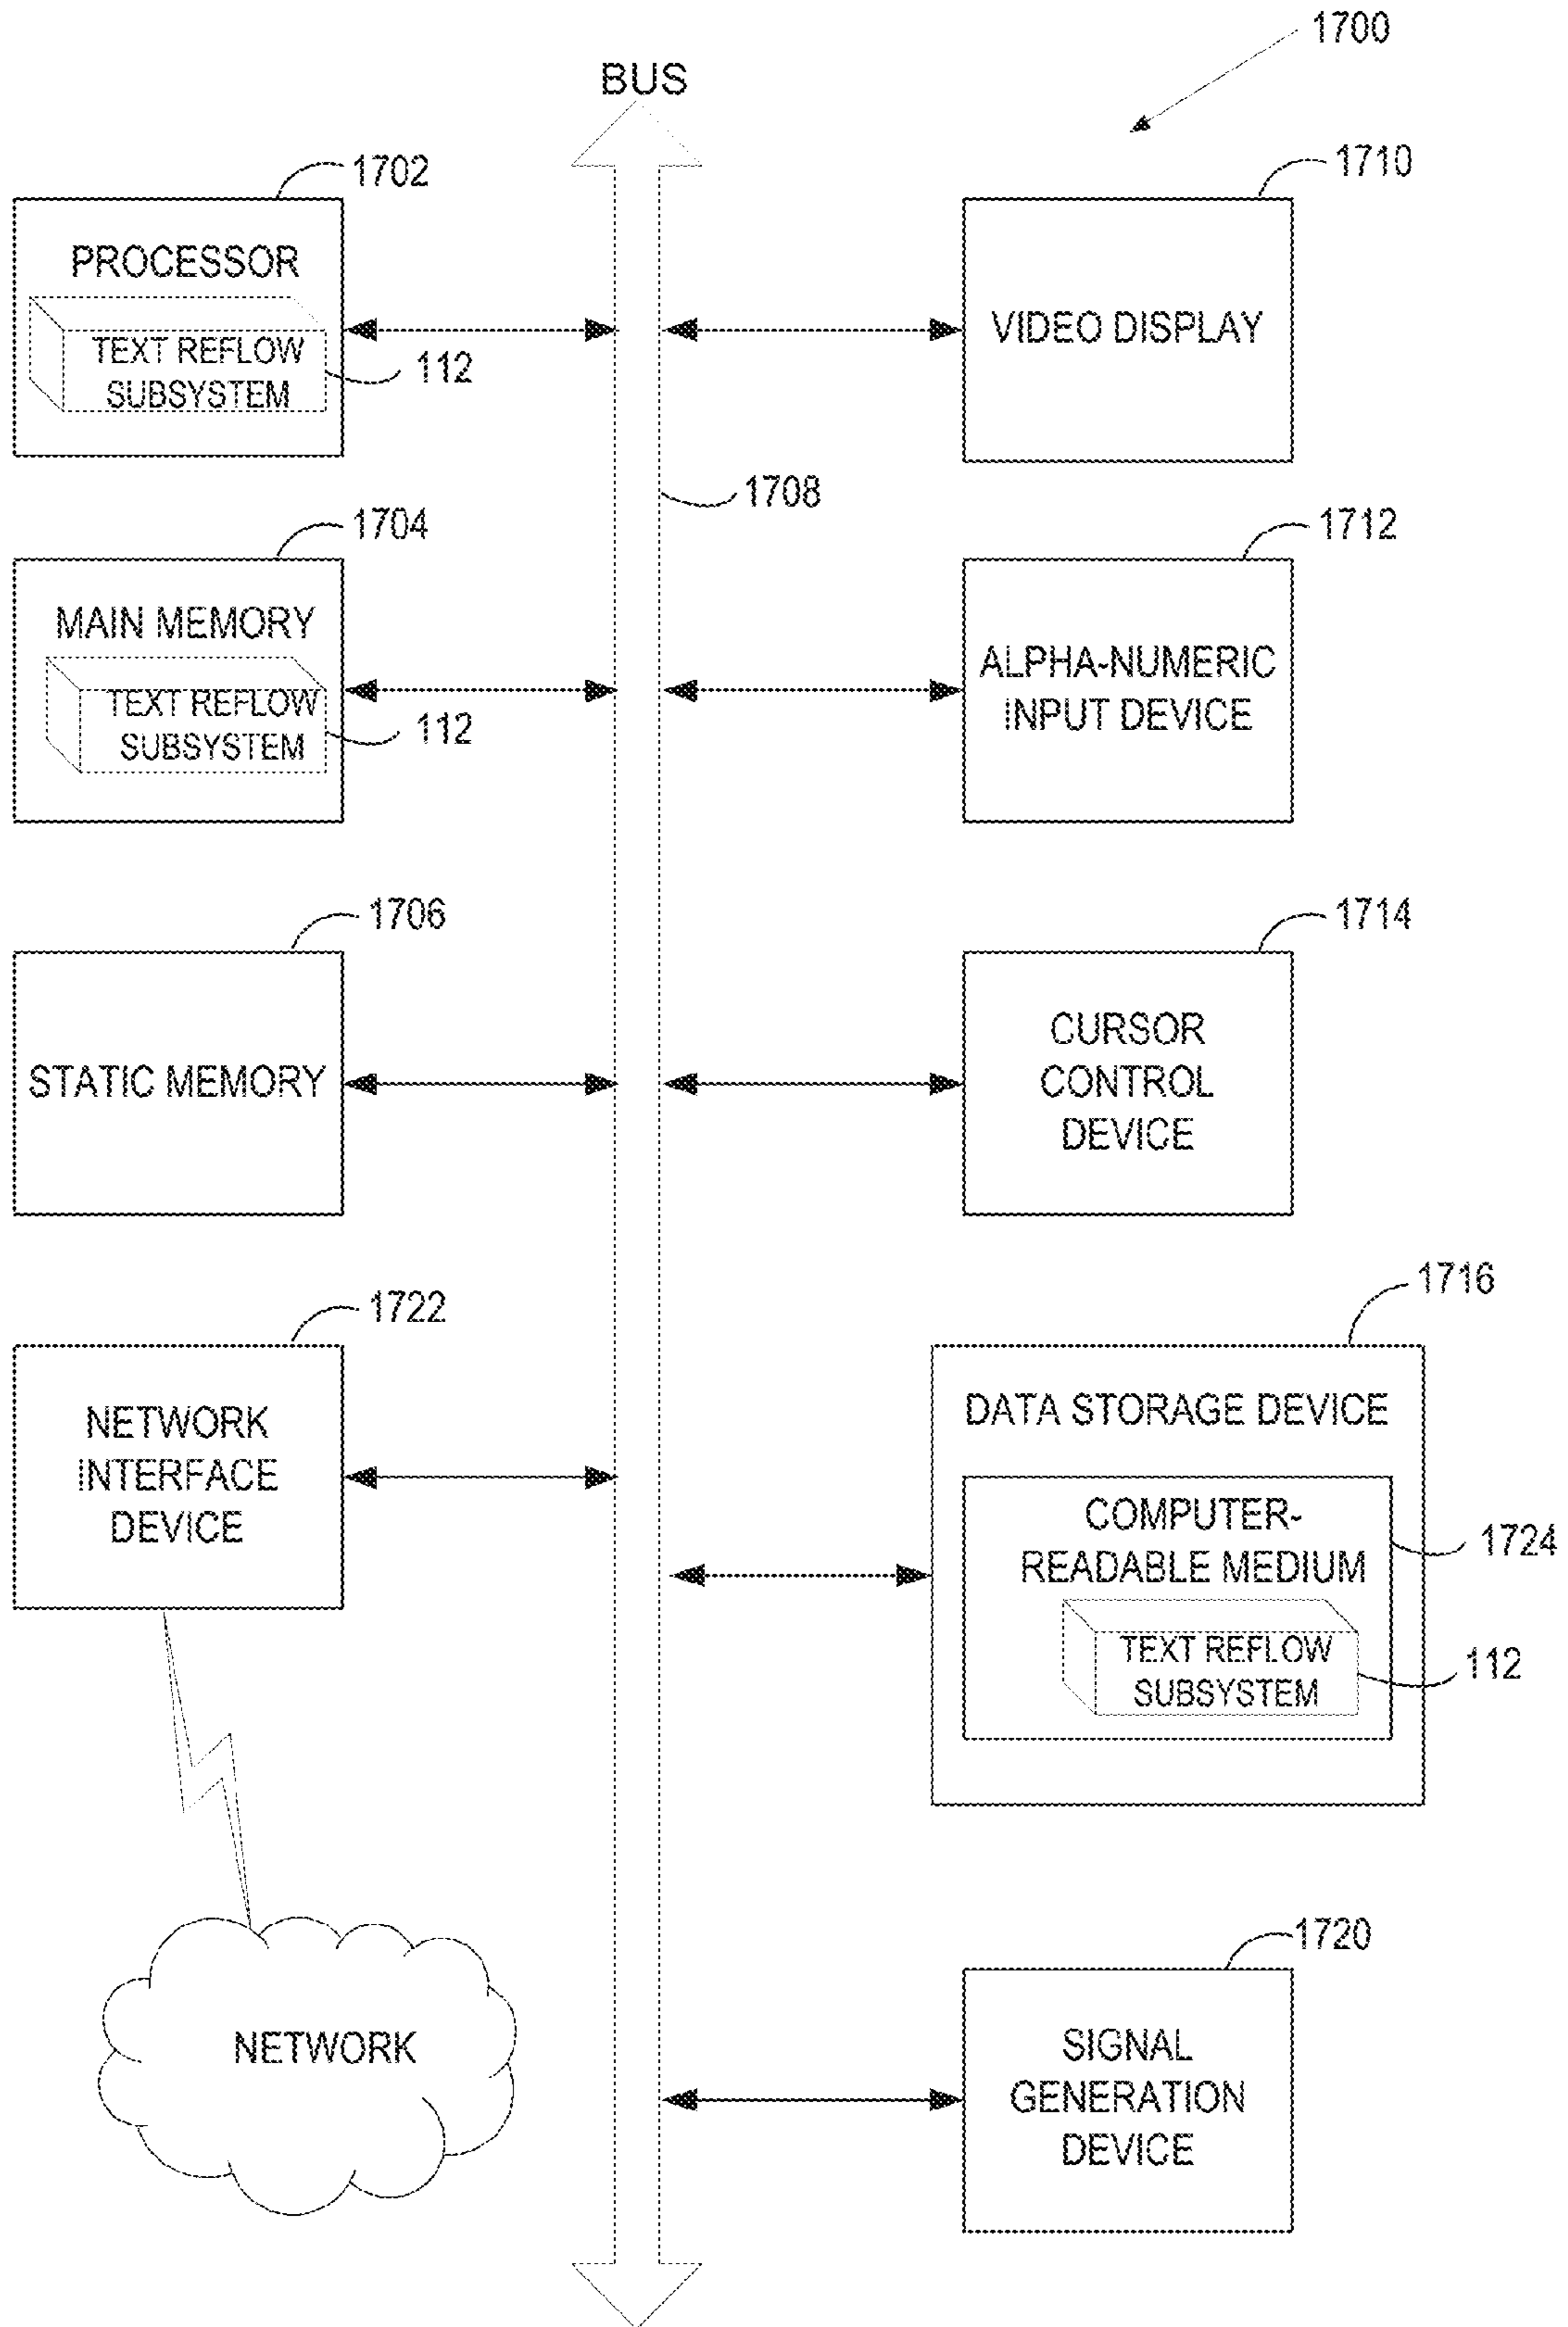 1700
BUS
1702
PROCESSOR
TEXT REFLOW
SUBSYSTEM
112
1710
VIDEO DISPLAY
1708
1704
MAIN MEMORY
TEXT REFLOW
SUBSYSTEM
112
1712
ALPHA-NUMERIC
INPUT DEVICE
1706
STATIC MEMORY
1714
CURSOR
CONTROL
DEVICE
1722
NETWORK
INTERFACE
DEVICE
1716
DATA STORAGE DEVICE
COMPUTER-
READABLE MEDIUM
1724
TEXT REFLOW
SUBSYSTEM
112
NETWORK
1720
SIGNAL
GENERATION
DEVICE